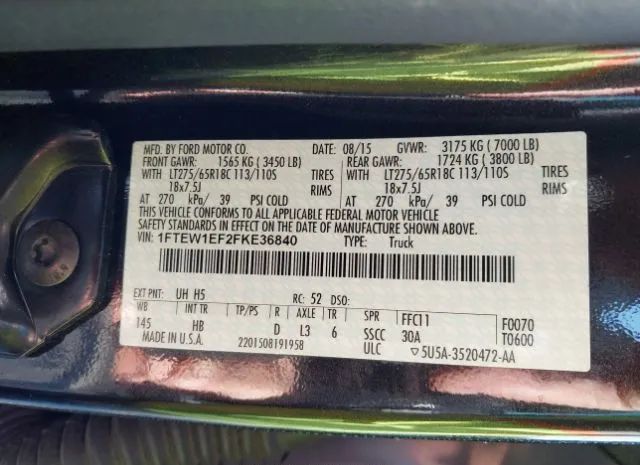 MFD. BY FORD MOTOR CO. 08/15 GVWR: 3175 KG ( 7000 LB)
FRONT GAWR: 1565 KG ( 3450 LB) REAR GAWR: 1724 KG ( 3800 LB)
WITH LT275/65R18C 113/110S TIRES WITH LT275/65R18C 113/110S TIRES
18x7.5J RIMS 18x7.5J RIMS
AT 270 kPa/ 39 PSI COLD AT 270 kPa/ 39 PSI COLD
THIS VEHICLE CONFORMS TO ALL APPLICABLE FEDERAL MOTOR VEHICLE
SAFETY STANDARDS IN EFFECT ON THE DATE OF MANUFACTURE SHOWN ABOVE.
VIN: 1FTEW1EF2FKE36840 TYPE: Truck
EXT PNT: UH H5 RC: 52 DSO:
WB INT TR TP/PS R AXLE TR SPR FFC11 F0070
145 HB D L3 6 SSCC 30A T0600
MADE IN U.S.A. 2201508191958 ULC ▽5U5A-3520472-AA